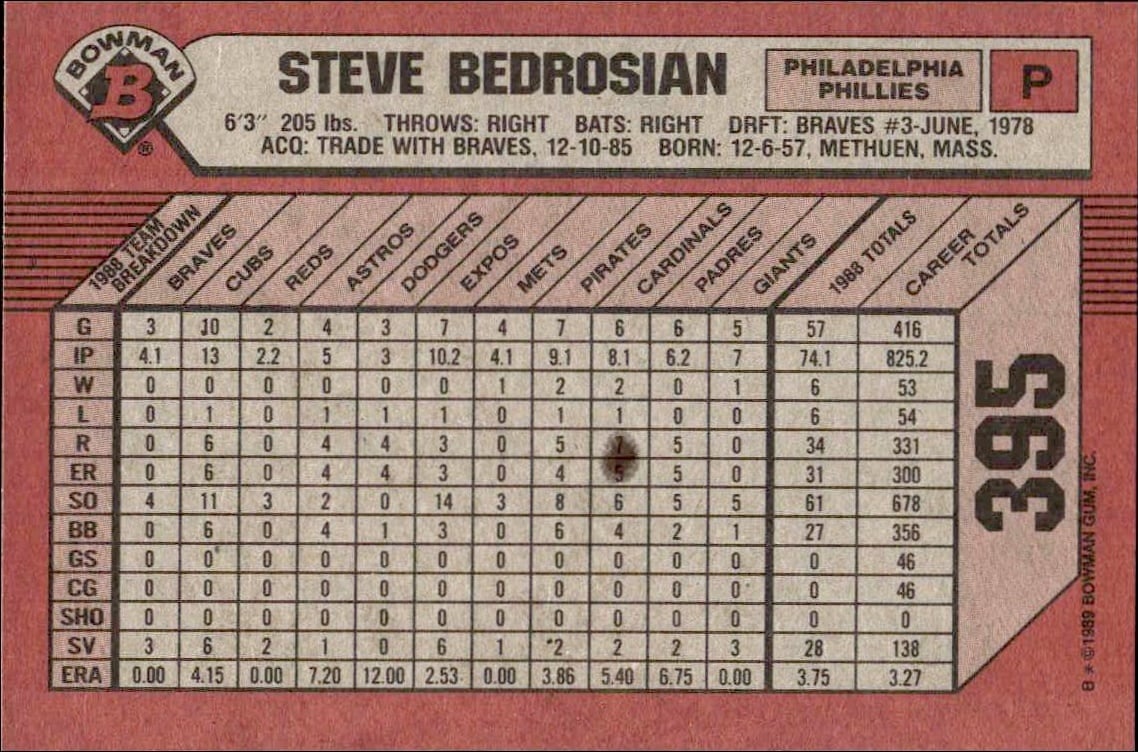 BOWMAN
B
®
STEVE BEDROSIAN
PHILADELPHIA
PHILLIES
P
6'3" 205 lbs. THROWS: RIGHT BATS: RIGHT DRFT: BRAVES #3-JUNE, 1978
ACQ: TRADE WITH BRAVES, 12-10-85 BORN: 12-6-57, METHUEN, MASS.
1988 TEAM BREAKDOWN BRAVES CUBS REDS ASTROS DODGERS EXPOS METS PIRATES CARDINALS PADRES GIANTS 1988 TOTALS CAREER TOTALS
G 3 10 2 4 3 7 4 7 6 6 5 57 416
IP 4.1 13 2.2 5 3 10.2 4.1 9.1 8.1 6.2 7 74.1 825.2
W 0 0 0 0 0 0 1 2 2 0 1 6 53
L 0 1 0 1 1 1 0 1 1 0 0 6 54
R 0 6 0 4 4 3 0 5 7 5 0 34 331
ER 0 6 0 4 4 3 0 4 5 5 0 31 300
SO 4 11 3 2 0 14 3 8 6 5 5 61 678
BB 0 6 0 4 1 3 0 6 4 2 1 27 356
GS 0 0 0 0 0 0 0 0 0 0 0 0 46
CG 0 0 0 0 0 0 0 0 0 0 0 0 46
SHO 0 0 0 0 0 0 0 0 0 0 0 0 0
SV 3 6 2 1 0 6 1 2 2 2 3 28 138
ERA 0.00 4.15 0.00 7.20 12.00 2.53 0.00 3.86 5.40 6.75 0.00 3.75 3.27
395
B * ©1989 BOWMAN GUM, INC.